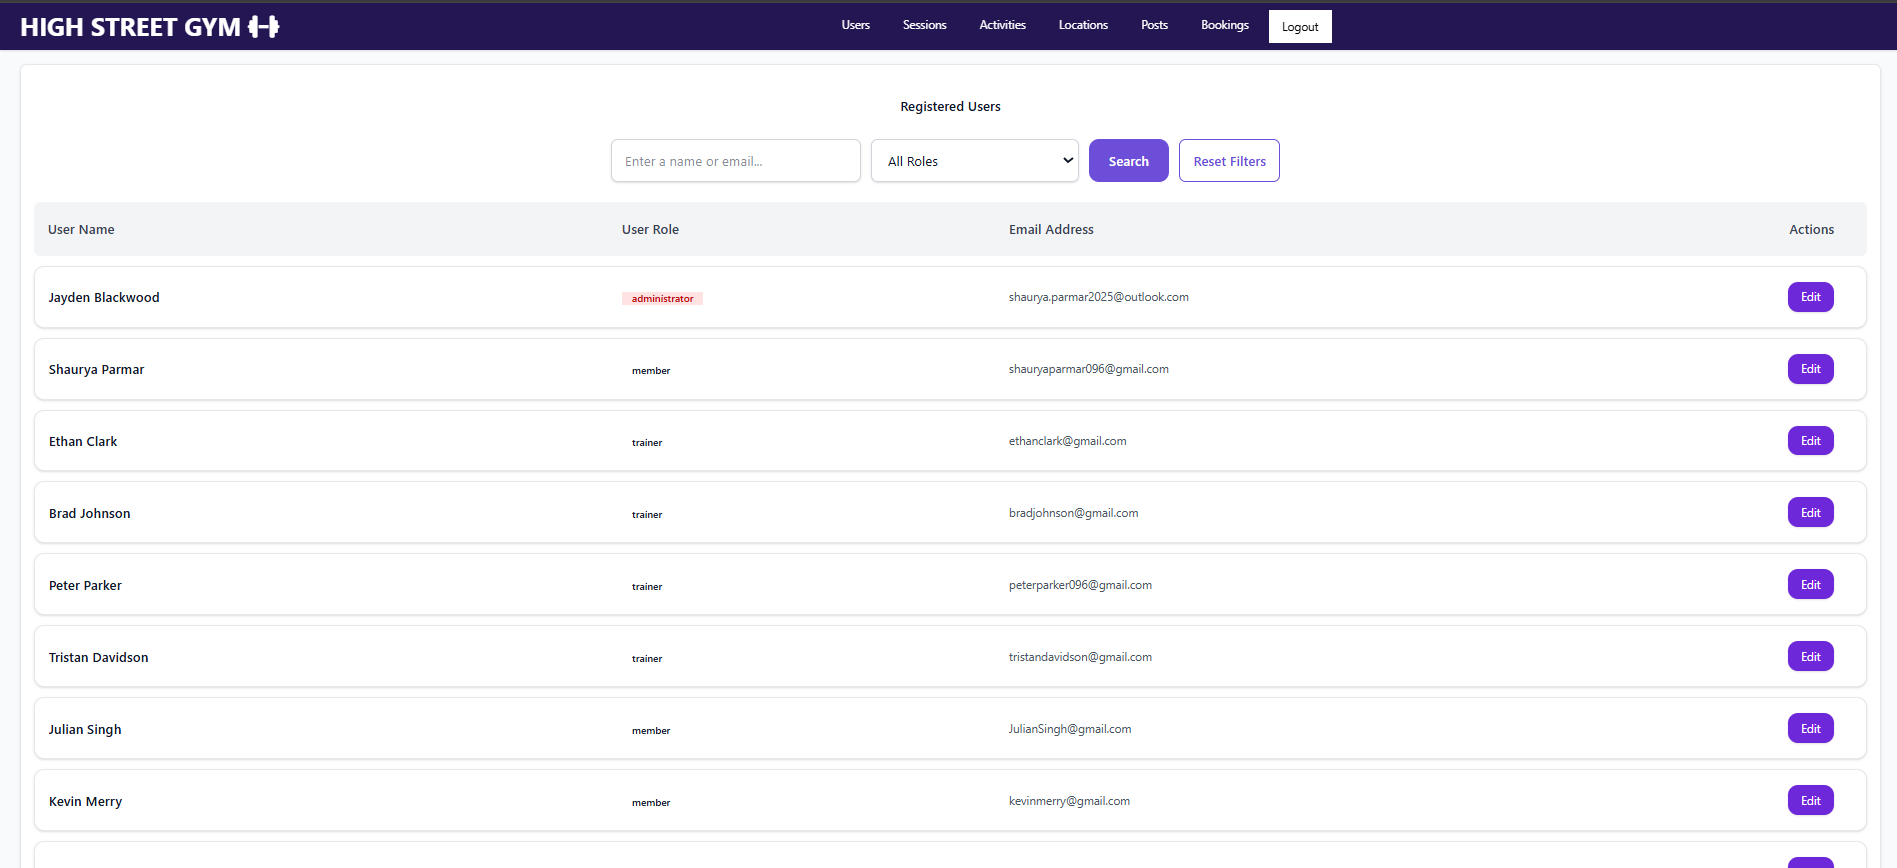 HIGH STREET GYM
Users Sessions Activities Locations Posts Bookings Logout
Registered Users
Enter a name or email... All Roles Search Reset Filters
User Name User Role Email Address Actions
Jayden Blackwood administrator shaurya.parmar2025@outlook.com Edit
Shaurya Parmar member shauryaparmar096@gmail.com Edit
Ethan Clark trainer ethanclark@gmail.com Edit
Brad Johnson trainer bradjohnson@gmail.com Edit
Peter Parker trainer peterparker096@gmail.com Edit
Tristan Davidson trainer tristandavidson@gmail.com Edit
Julian Singh member JulianSingh@gmail.com Edit
Kevin Merry member kevinmerry@gmail.com Edit